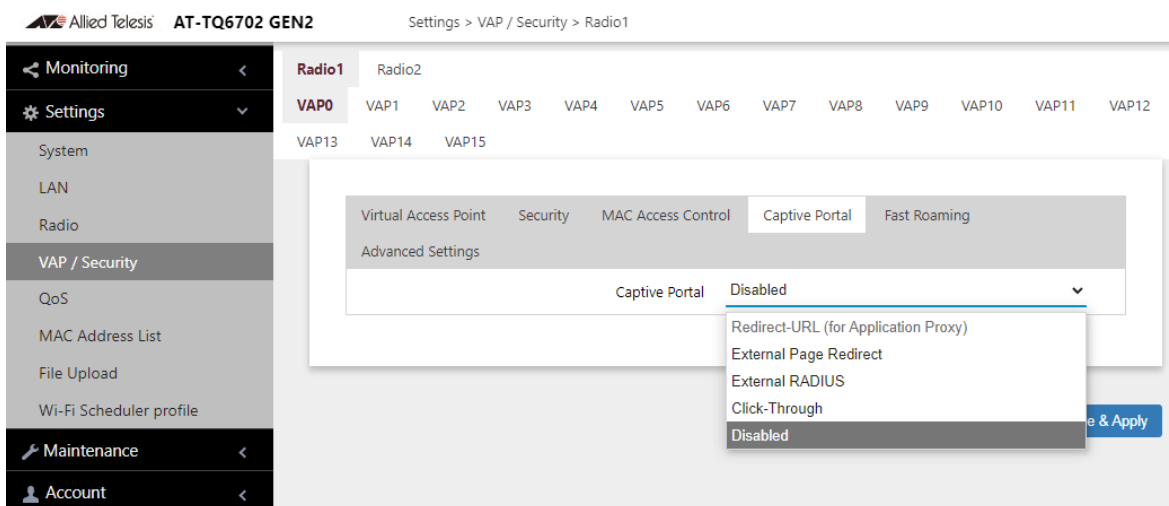 Allied Telesis AT-TQ6702 GEN2 Settings > VAP / Security > Radio1
Monitoring
Settings
System
LAN
Radio
VAP / Security
QoS
MAC Address List
File Upload
Wi-Fi Scheduler profile
Maintenance
Account
Radio1 Radio2
VAP0 VAP1 VAP2 VAP3 VAP4 VAP5 VAP6 VAP7 VAP8 VAP9 VAP10 VAP11 VAP12
VAP13 VAP14 VAP15
Virtual Access Point Security MAC Access Control Captive Portal Fast Roaming
Advanced Settings
Captive Portal Disabled
Redirect-URL (for Application Proxy)
External Page Redirect
External RADIUS
Click-Through
Disabled
e & Apply